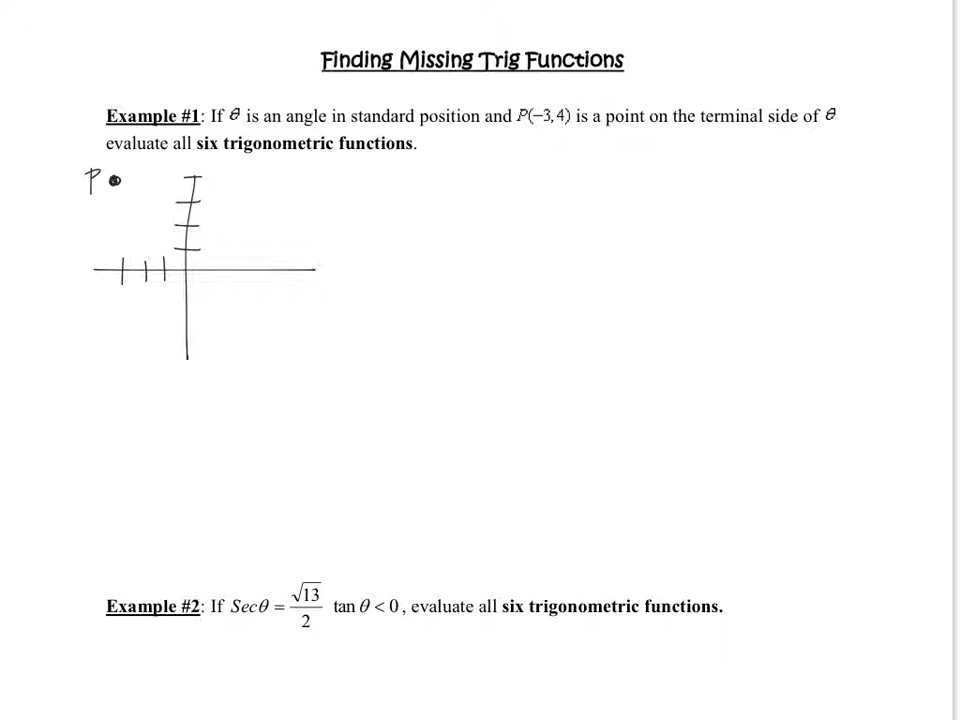 Finding Missing Trig Functions
Example #1: If θ is an angle in standard position and P(−3,4) is a point on the terminal side of θ
evaluate all six trigonometric functions.
P
Example #2: If Secθ = √13/2 tan θ < 0, evaluate all six trigonometric functions.